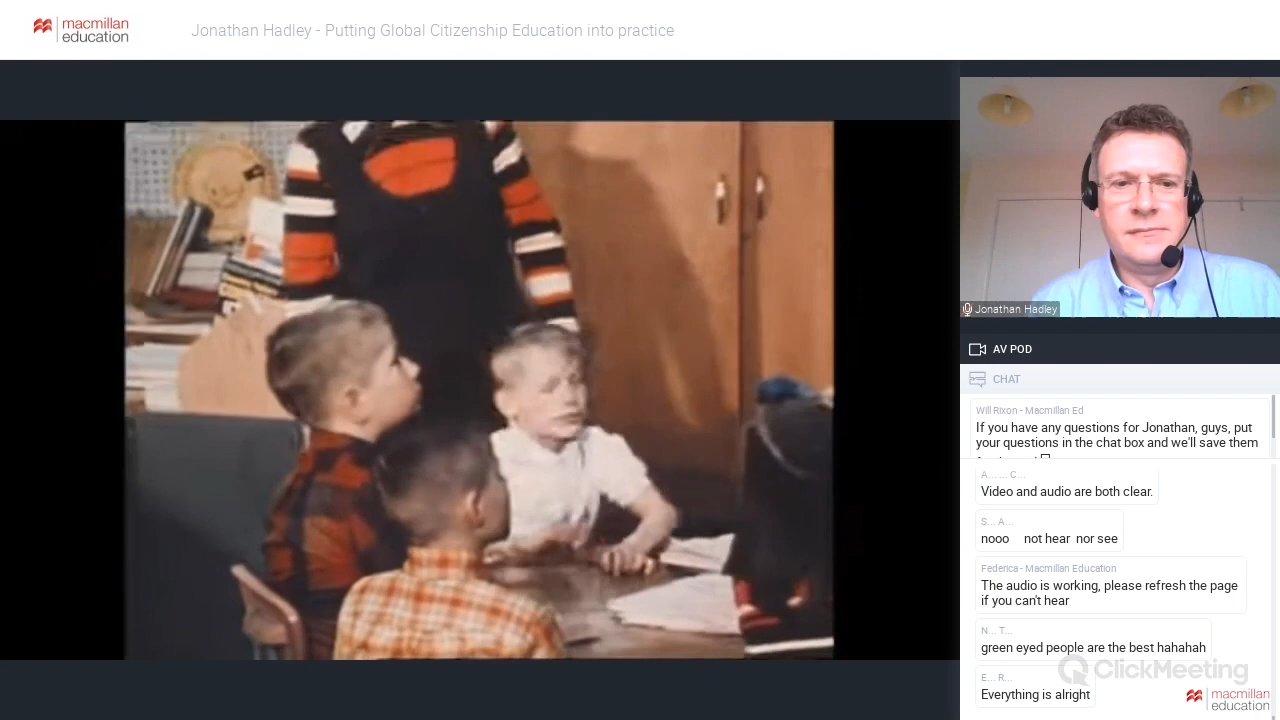 macmillan
education
Jonathan Hadley - Putting Global Citizenship Education into practice
Jonathan Hadley
AV POD
CHAT
Will Rixon - Macmillan Ed
If you have any questions for Jonathan, guys, put
your questions in the chat box and we'll save them
A... ... C...
Video and audio are both clear.
S... A...
nooo not hear nor see
Federica - Macmillan Education
The audio is working, please refresh the page
if you can't hear
N... T...
green eyed people are the best hahahah
E... R...
Everything is alright
ClickMeeting
macmillan
education